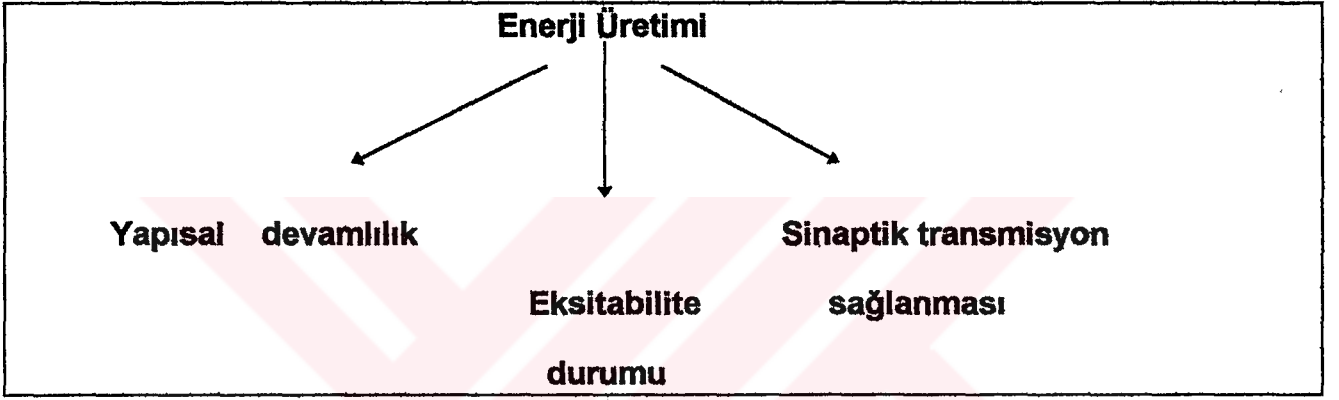 Enerji Üretimi
Yapısal devamlılık
Sinaptik transmisyon
Eksitabilite
sağlanması
durumu